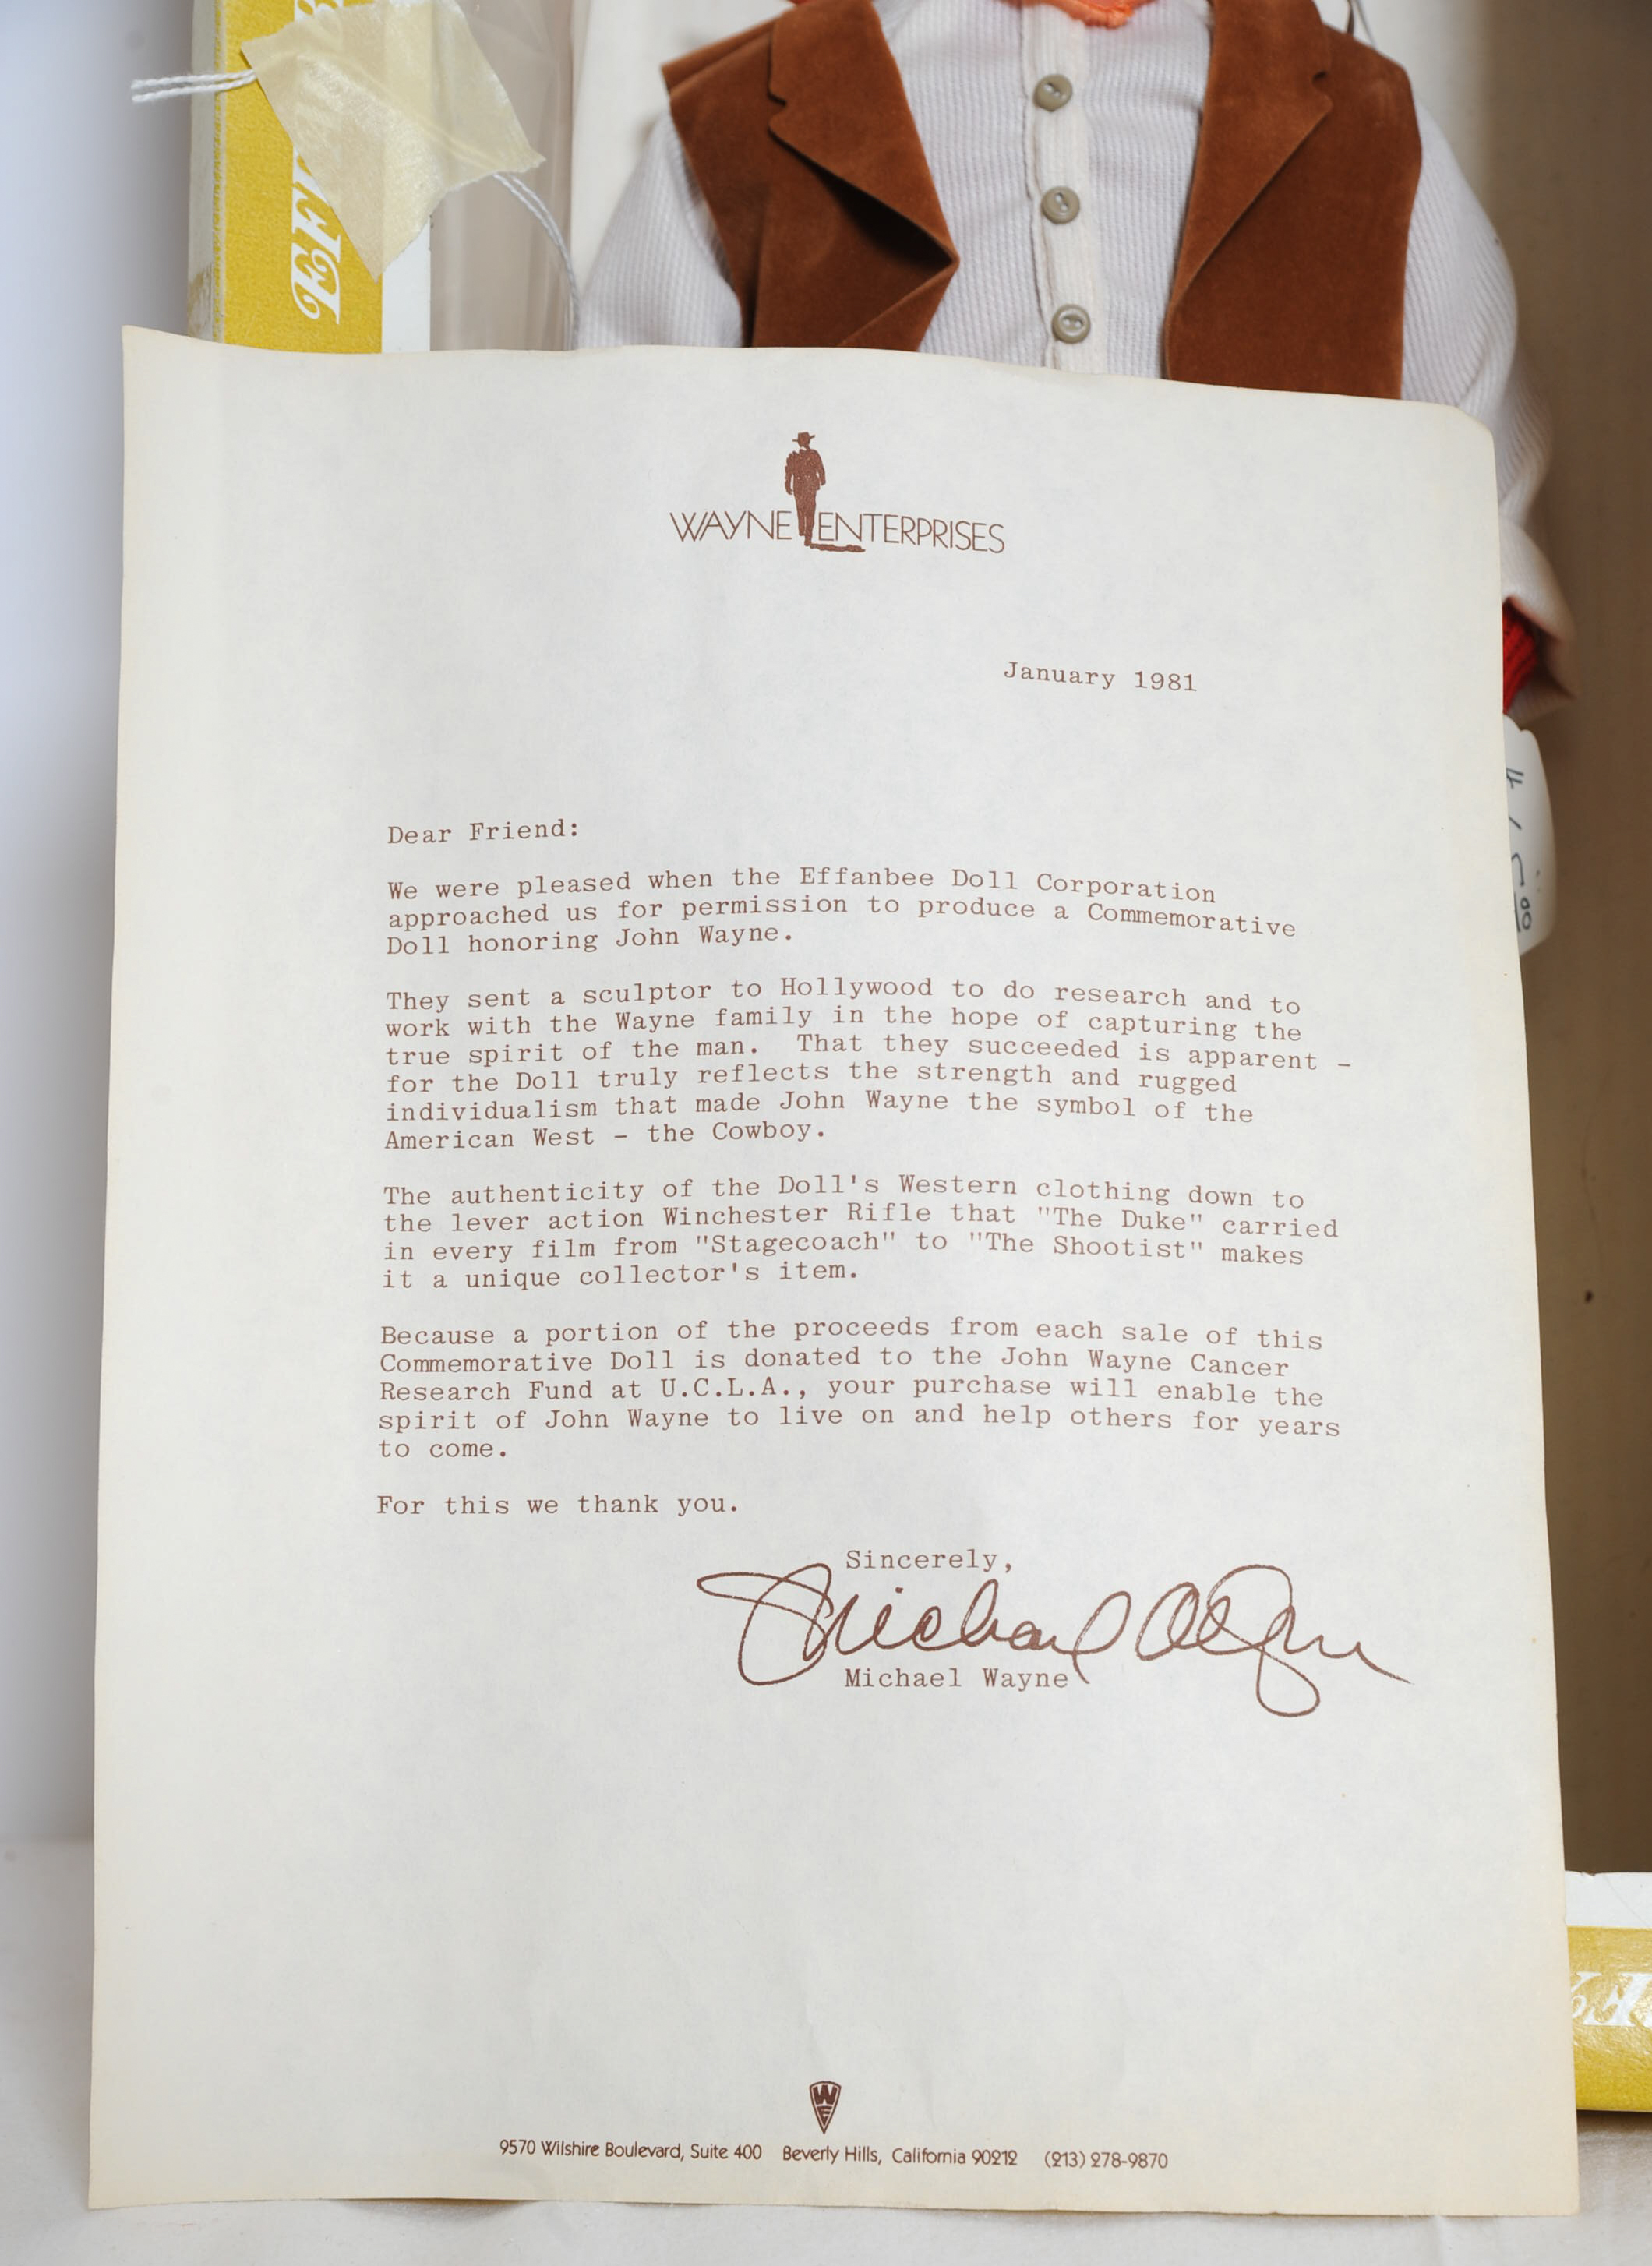 WAYNE ENTERPRISES
January 1981
Dear Friend:
We were pleased when the Effanbee Doll Corporation
approached us for permission to produce a Commemorative
Doll honoring John Wayne.
They sent a sculptor to Hollywood to do research and to
work with the Wayne family in the hope of capturing the
true spirit of the man. That they succeeded is apparent -
for the Doll truly reflects the strength and rugged
individualism that made John Wayne the symbol of the
American West - the Cowboy.
The authenticity of the Doll's Western clothing down to
the lever action Winchester Rifle that "The Duke" carried
in every film from "Stagecoach" to "The Shootist" makes
it a unique collector's item.
Because a portion of the proceeds from each sale of this
Commemorative Doll is donated to the John Wayne Cancer
Research Fund at U.C.L.A., your purchase will enable the
spirit of John Wayne to live on and help others for years
to come.
For this we thank you.
Sincerely,
Michael Wayne
Michael Wayne
WE
9570 Wilshire Boulevard, Suite 400 Beverly Hills, California 90212 (213) 278-9870